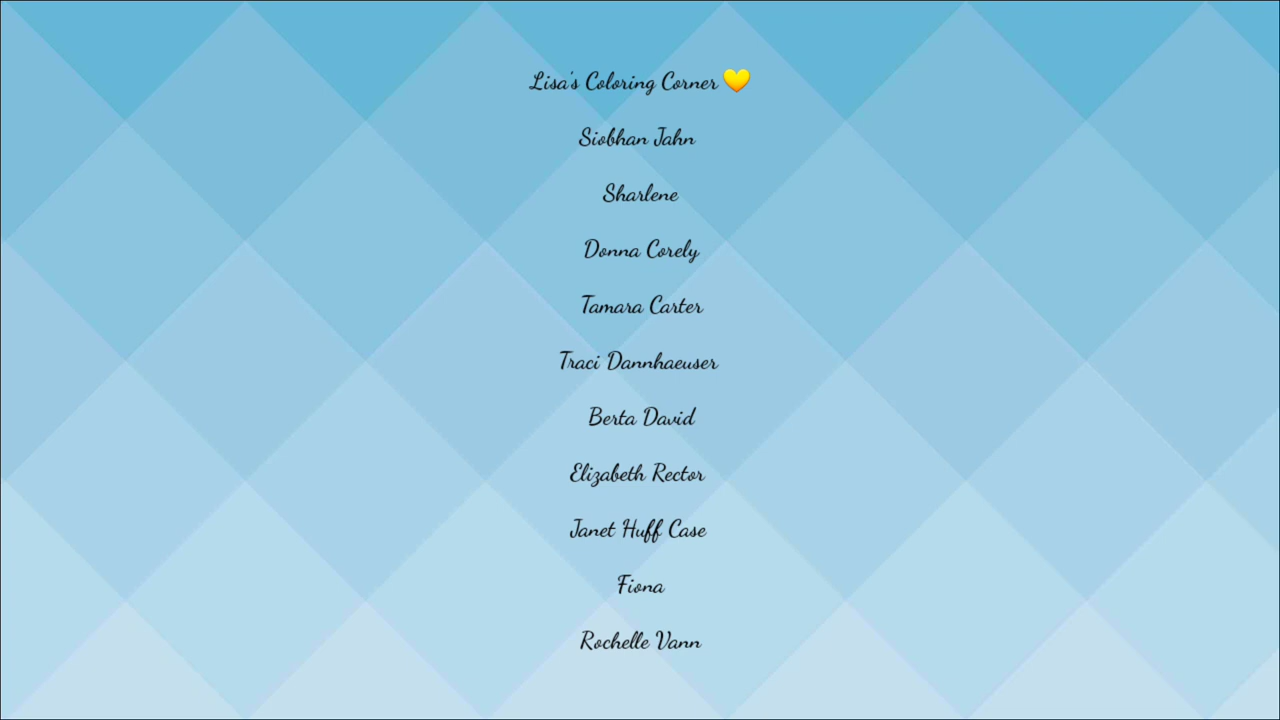 Lisa's Coloring Corner 💛
Siobhan Jahn
Sharlene
Donna Corely
Tamara Carter
Traci Dannhaeuser
Berta David
Elizabeth Rector
Janet Huff Case
Fiona
Rochelle Vann